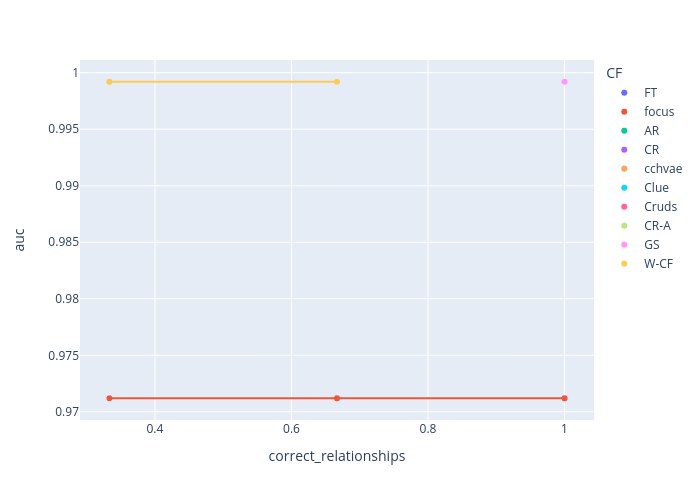 CF
FT
focus
AR
CR
cchvae
Clue
Cruds
CR-A
GS
W-CF
1
0.995
0.99
0.985
0.98
0.975
0.97
auc
0.4
0.6
0.8
1
correct_relationships